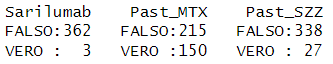 Sarilumab Past_MTX Past_SZZ
FALSO:362 FALSO:215 FALSO:338
VERO : 3 VERO :150 VERO : 27